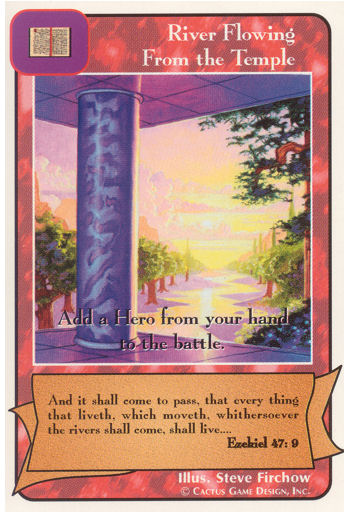 River Flowing
From the Temple
Add a Hero from your hand
to the battle.
And it shall come to pass, that every thing
that liveth, which moveth, whithersoever
the rivers shall come, shall live....
Ezekiel 47: 9
Illus. Steve Firchow
© Cactus Game Design, Inc.